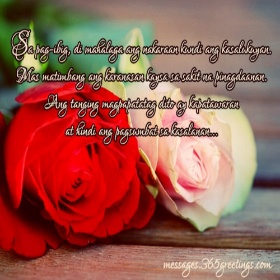 Sa pag-ibig, di mahalaga ang nakaraan kundi ang kasalukuyan.
Mas matimbang ang karanasan kaysa sa sakit na pinagdaanan.
Ang tanging magpapatatag dito ay kapatawaran
at hindi ang pagsumbat sa kasalanan...
messages.365greetings.com